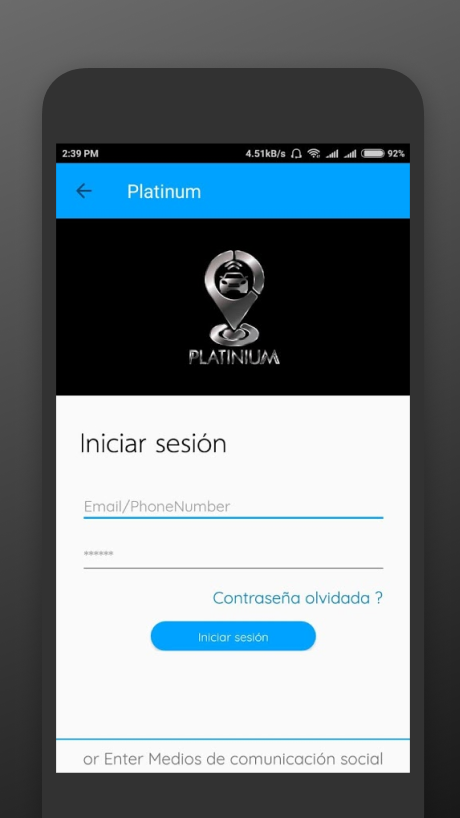 2:39 PM 4.51kB/s 92%
Platinum
PLATINIUM
Iniciar sesión
Email/PhoneNumber
******
Contraseña olvidada ?
Iniciar sesión
or Enter Medios de comunicación social